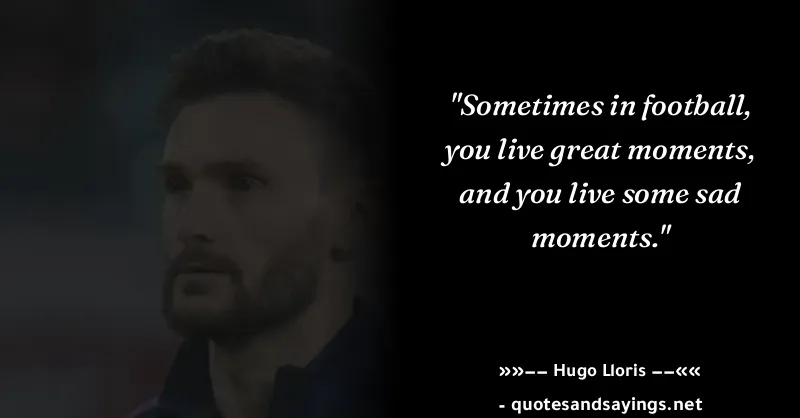 "Sometimes in football,
you live great moments,
and you live some sad
moments."
»»−− Hugo Lloris −−««
- quotesandsayings.net